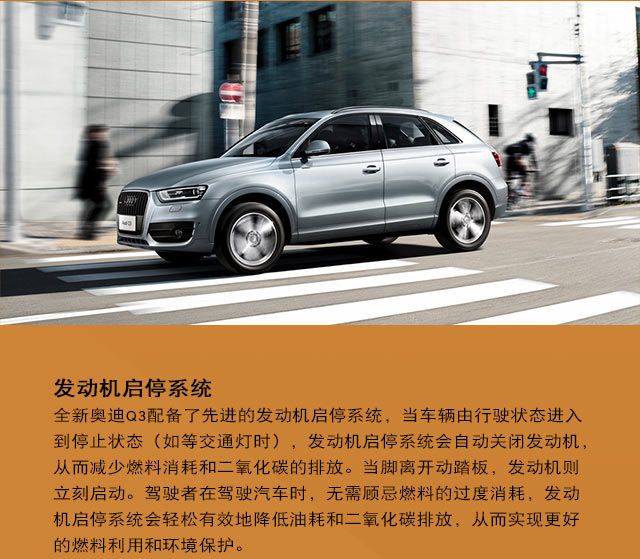 发动机启停系统
全新奥迪Q3配备了先进的发动机启停系统，当车辆由行驶状态进入
到停止状态（如等交通灯时），发动机启停系统会自动关闭发动机，
从而减少燃料消耗和二氧化碳的排放。当脚离开动踏板，发动机则
立刻启动。驾驶者在驾驶汽车时，无需顾忌燃料的过度消耗，发动
机启停系统会轻松有效地降低油耗和二氧化碳排放，从而实现更好
的燃料利用和环境保护。